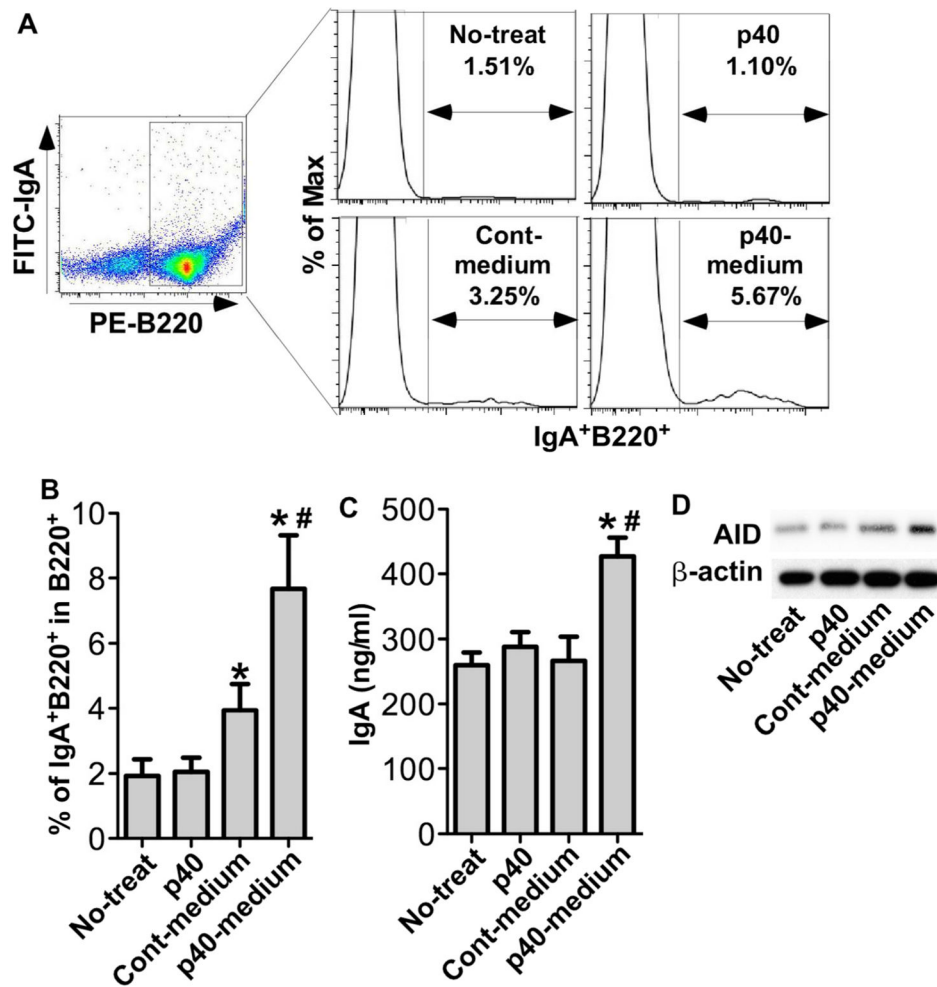 A
FITC-IgA
PE-B220
% of Max
No-treat
1.51%
p40
1.10%
Cont-
medium
3.25%
p40-
medium
5.67%
IgA⁺B220⁺
B
% of IgA⁺B220⁺ in B220⁺
10
8
6
4
2
0
*
* #
No-treat
p40
Cont-medium
p40-medium
C
IgA (ng/ml)
500
400
300
200
100
0
* #
No-treat
p40
Cont-medium
p40-medium
D
AID
β-actin
No-treat
p40
Cont-medium
p40-medium